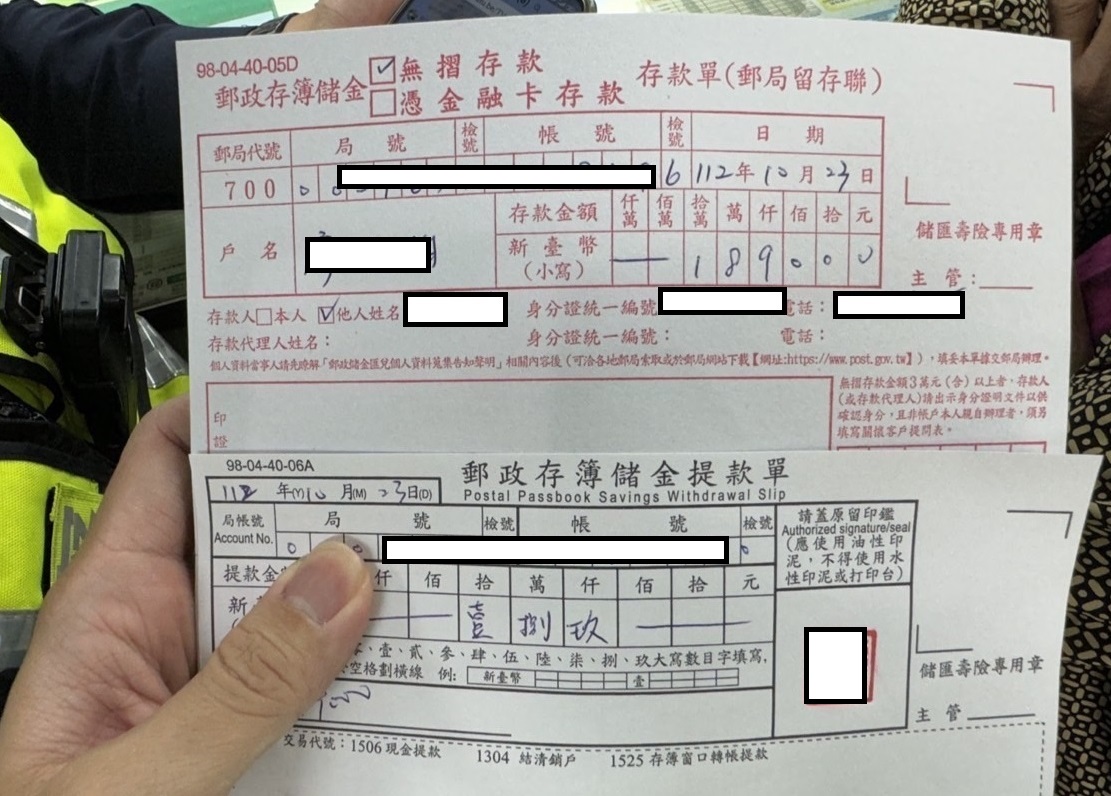 98-04-40-05D
郵政存簿儲金
☑無摺存款
☐憑金融卡存款
存款單(郵局留存聯)
郵局代號 局號 檢號 帳號 檢號 日期
700 0 6 112年10月23日
戶名 存款金額 仟萬 佰萬 拾萬 萬 仟 佰 拾 元
新臺幣(小寫) — 1 8 9 0 0 0
儲匯壽險專用章
主管:
存款人☐本人 ☑他人姓名 身分證統一編號 電話:
存款代理人姓名: 身分證統一編號: 電話:
個人資料當事人請先瞭解「郵政儲金匯兌個人資料蒐集告知聲明」相關內容後(可洽各地郵局索取或於郵局網站下載【網址:https://www.post.gov.tw】),填妥本單據交郵局辦理。
無摺存款金額3萬元(含)以上者,存款人
(或存款代理人)請出示身分證明文件以供
確認身分,且非帳戶本人親自辦理者,須另
填寫關懷客戶提問表。
印
證
98-04-40-06A
郵政存簿儲金提款單
Postal Passbook Savings Withdrawal Slip
112年(Y)10月(M)23日(D)
局帳號 局號 檢號 帳號 檢號
Account No. 0 0 0
請蓋原留印鑑
Authorized signature/seal
(應使用油性印
泥,不得使用水
性印泥或打印台)
提款金 仟 佰 拾 萬 仟 佰 拾 元
新 — 壹 捌 玖 —
、壹、貳、參、肆、伍、陸、柒、捌、玖大寫數目字填寫,
空格劃橫線 例: 新臺幣 壹
儲匯壽險專用章
主管
交易代號:1506 現金提款 1304 結清銷戶 1525 存簿窗口轉帳提款